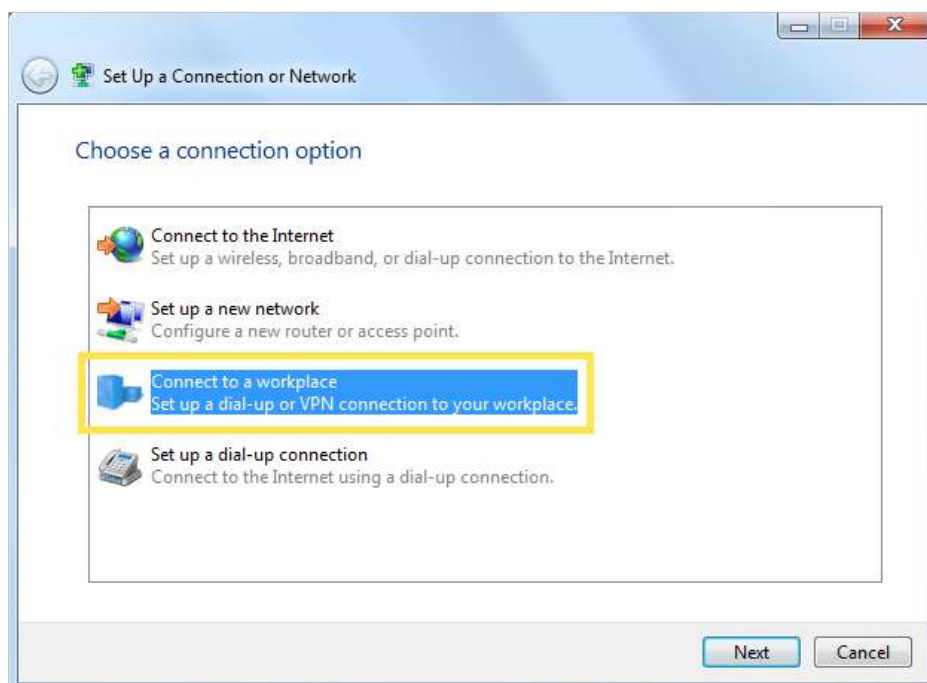 Set Up a Connection or Network
Choose a connection option
Connect to the Internet
Set up a wireless, broadband, or dial-up connection to the Internet.
Set up a new network
Configure a new router or access point.
Connect to a workplace
Set up a dial-up or VPN connection to your workplace.
Set up a dial-up connection
Connect to the Internet using a dial-up connection.
Next Cancel